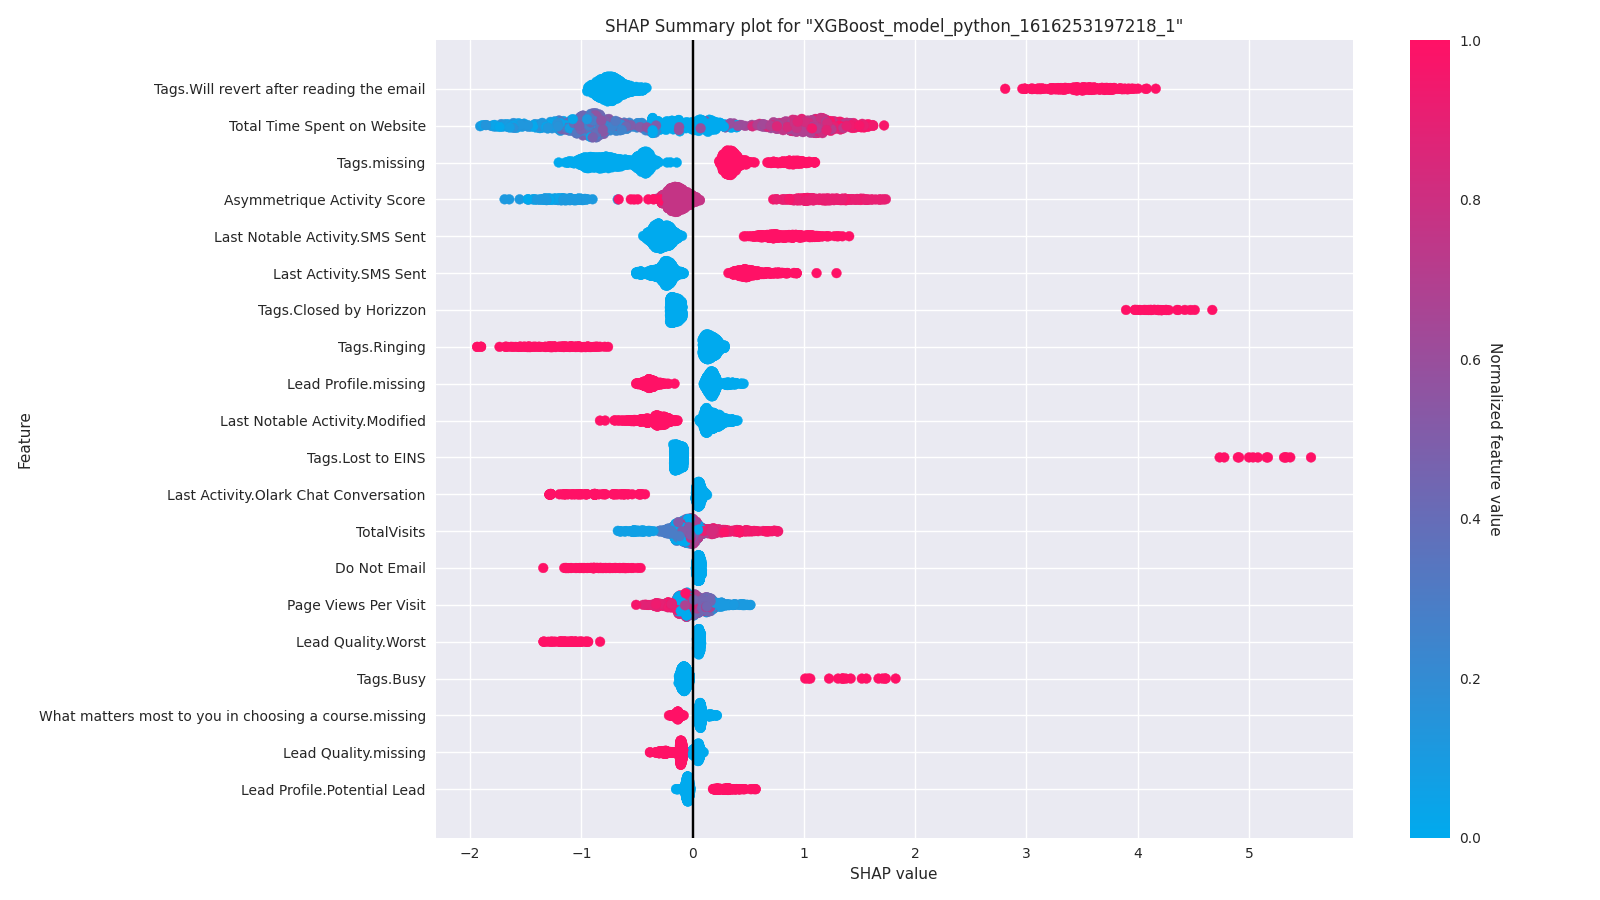 SHAP Summary plot for "XGBoost_model_python_1616253197218_1"
Feature
Tags.Will revert after reading the email
Total Time Spent on Website
Tags.missing
Asymmetrique Activity Score
Last Notable Activity.SMS Sent
Last Activity.SMS Sent
Tags.Closed by Horizzon
Tags.Ringing
Lead Profile.missing
Last Notable Activity.Modified
Tags.Lost to EINS
Last Activity.Olark Chat Conversation
TotalVisits
Do Not Email
Page Views Per Visit
Lead Quality.Worst
Tags.Busy
What matters most to you in choosing a course.missing
Lead Quality.missing
Lead Profile.Potential Lead
−2 −1 0 1 2 3 4 5
SHAP value
1.0
0.8
0.6
0.4
0.2
0.0
Normalized feature value